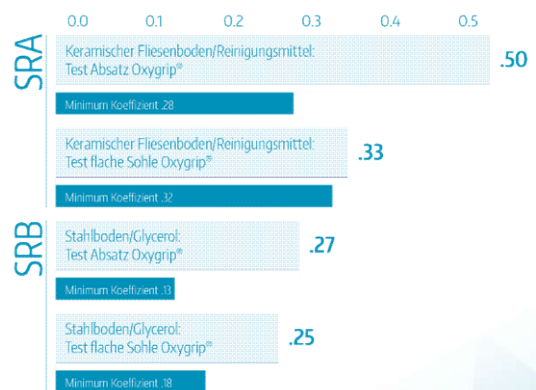 0.0 0.1 0.2 0.3 0.4 0.5
SRA
Keramischer Fliesenboden/Reinigungsmittel:
Test Absatz Oxygrip®
.50
Minimum Koeffizient .28
Keramischer Fliesenboden/Reinigungsmittel:
Test flache Sohle Oxygrip®
.33
Minimum Koeffizient .32
SRB
Stahlboden/Glycerol:
Test Absatz Oxygrip®
.27
Minimum Koeffizient .13
Stahlboden/Glycerol:
Test flache Sohle Oxygrip®
.25
Minimum Koeffizient .18